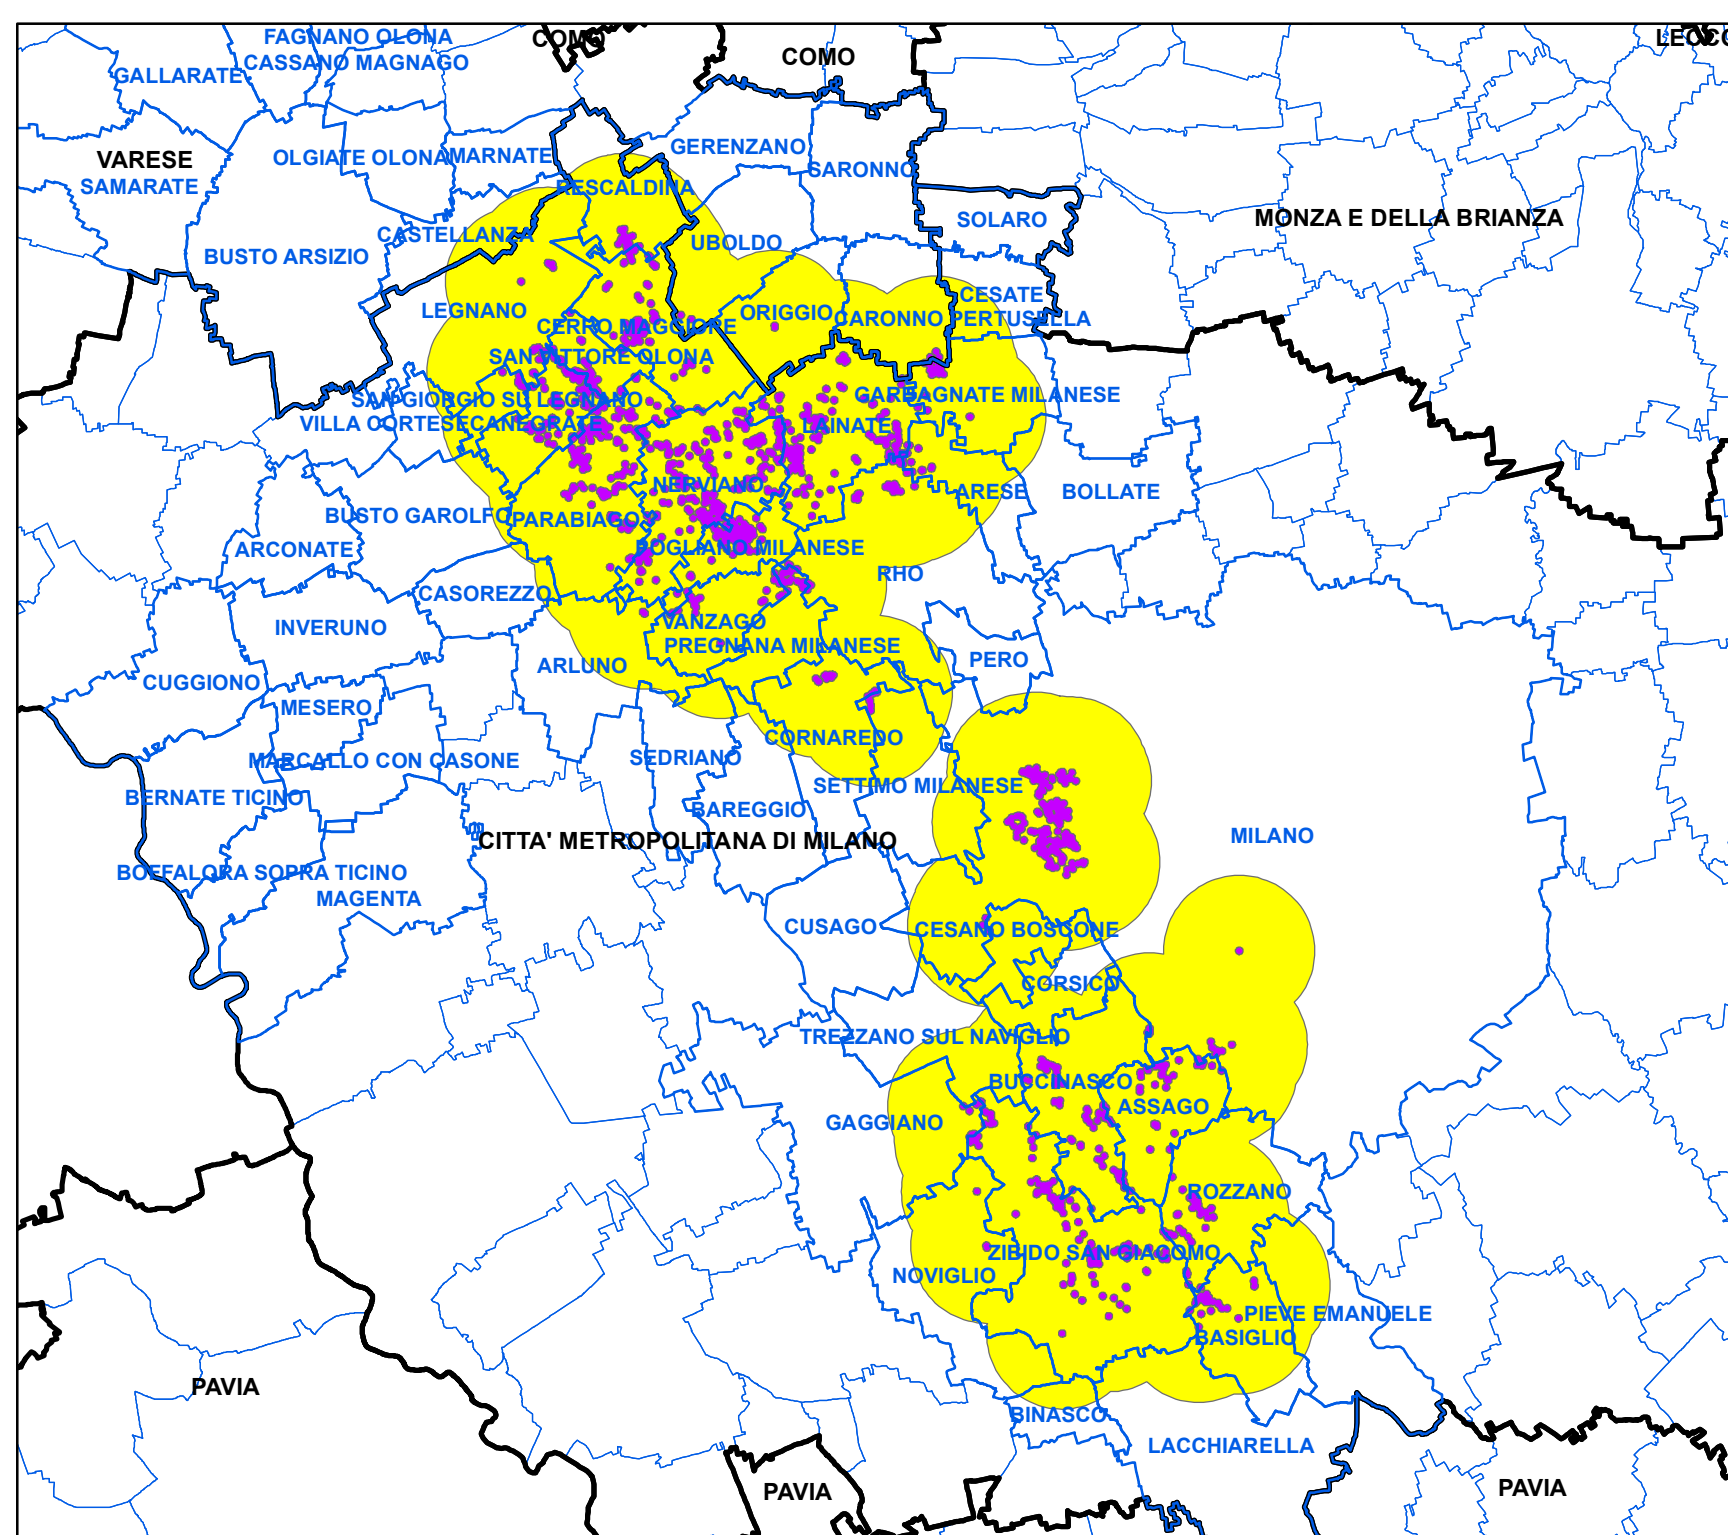 FAGNANO OLONA
COMO
LECCO
COMO
CASSANO MAGNAGO
GALLARATE
GERENZANO
OLGIATE OLONA
MARNATE
VARESE
SARONNO
SAMARATE
RESCALDINA
SOLARO
MONZA E DELLA BRIANZA
CASTELLANZA
UBOLDO
BUSTO ARSIZIO
CESATE
LEGNANO
ORIGGIO
CARONNO PERTUSELLA
CERRO MAGGIORE
SAN VITTORE OLONA
GARBAGNATE MILANESE
SAN GIORGIO SU LEGNANO
VILLA CORTESE
CANEGRATE
LAINATE
NERVIANO
ARESE
BOLLATE
BUSTO GAROLFO
PARABIAGO
ARCONATE
POGLIANO MILANESE
RHO
CASOREZZO
VANZAGO
INVERUNO
PREGNANA MILANESE
ARLUNO
PERO
CUGGIONO
MESERO
CORNAREDO
MARCALLO CON CASONE
SEDRIANO
SETTIMO MILANESE
BERNATE TICINO
BAREGGIO
CITTA' METROPOLITANA DI MILANO
MILANO
BOFFALORA SOPRA TICINO
MAGENTA
CUSAGO
CESANO BOSCONE
CORSICO
TREZZANO SUL NAVIGLIO
BUCCINASCO
ASSAGO
GAGGIANO
ROZZANO
ZIBIDO SAN GIACOMO
NOVIGLIO
PIEVE EMANUELE
BASIGLIO
PAVIA
BINASCO
LACCHIARELLA
PAVIA
PAVIA